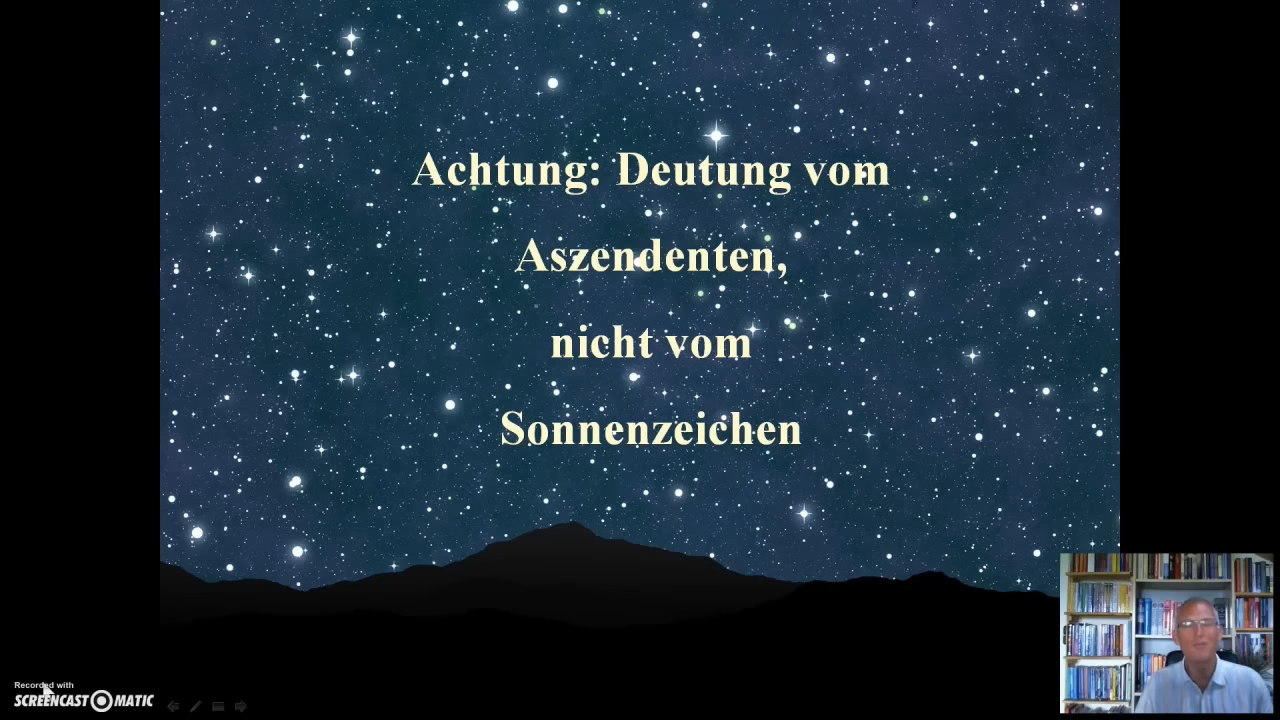 Achtung: Deutung vom
Aszendenten,
nicht vom
Sonnenzeichen
Recorded with
SCREENCAST MATIC